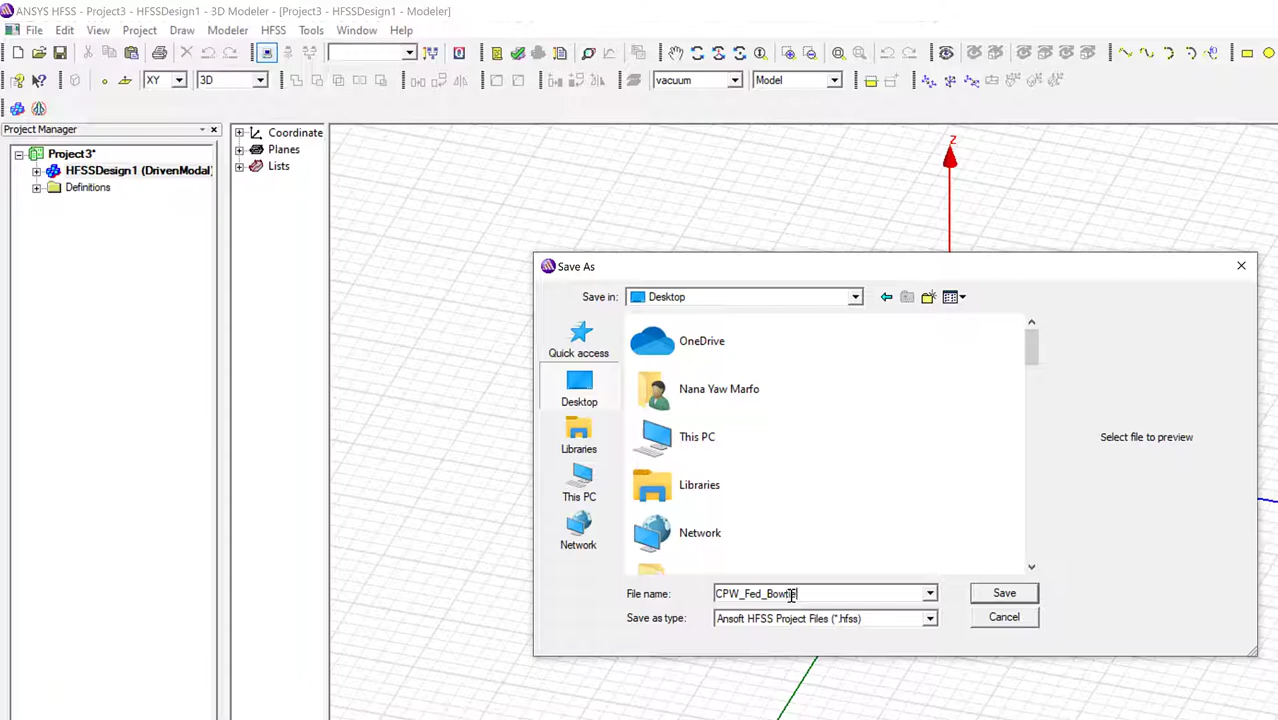 ANSYS HFSS - Project3 - HFSSDesign1 - 3D Modeler - [Project3 - HFSSDesign1 - Modeler]
File Edit View Project Draw Modeler HFSS Tools Window Help
XY 3D vacuum Model
Project Manager
Project3*
HFSSDesign1 (DrivenModal)
Definitions
Coordinate
Planes
Lists
Z
Save As
Save in: Desktop
Quick access
Desktop
Libraries
This PC
Network
OneDrive
Nana Yaw Marfo
This PC
Libraries
Network
Select file to preview
File name:
Save
Save as type: Ansoft HFSS Project Files (*.hfss)
Cancel